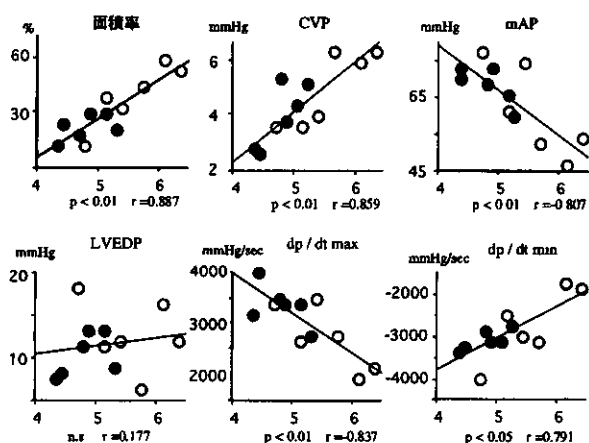 面積率 CVP mAP
% mmHg mmHg
60 6
65
30 4
2 45
4 5 6 4 5 6 4 5 6
p < 0.01 r =0.887 p < 0.01 r =0.859 p < 0.01 r =-0.807
LVEDP dp / dt max dp / dt min
mmHg mmHg/sec mmHg/sec
20 4000 -2000
10 3000 -3000
2000 -4000
4 5 6 4 5 6 4 5 6
n.s r =0.177 p < 0.01 r =-0.837 p < 0.05 r =0.791